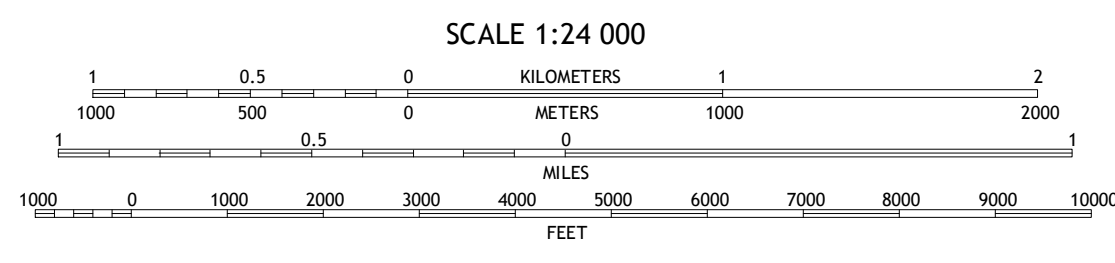 SCALE 1:24 000
1 0.5 0 KILOMETERS 1 2
1000 500 0 METERS 1000 2000
1 0.5 0 1
MILES
1000 0 1000 2000 3000 4000 5000 6000 7000 8000 9000 10000
FEET